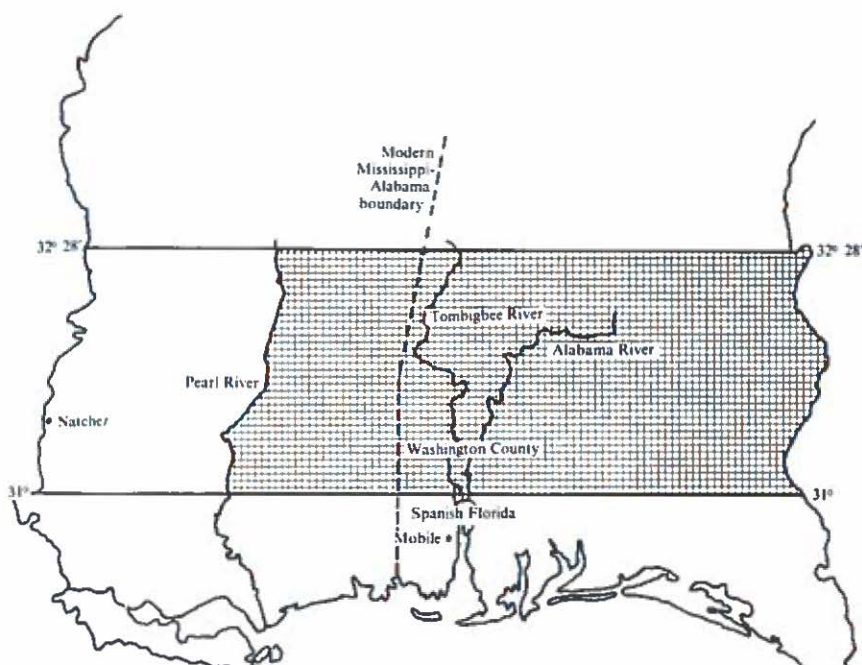 Modern
Mississippi-
Alabama
boundary
32° 28'
32° 28'
Tombigbee River
Alabama River
Pearl River
Natchez
Washington County
31°
31°
Spanish Florida
Mobile